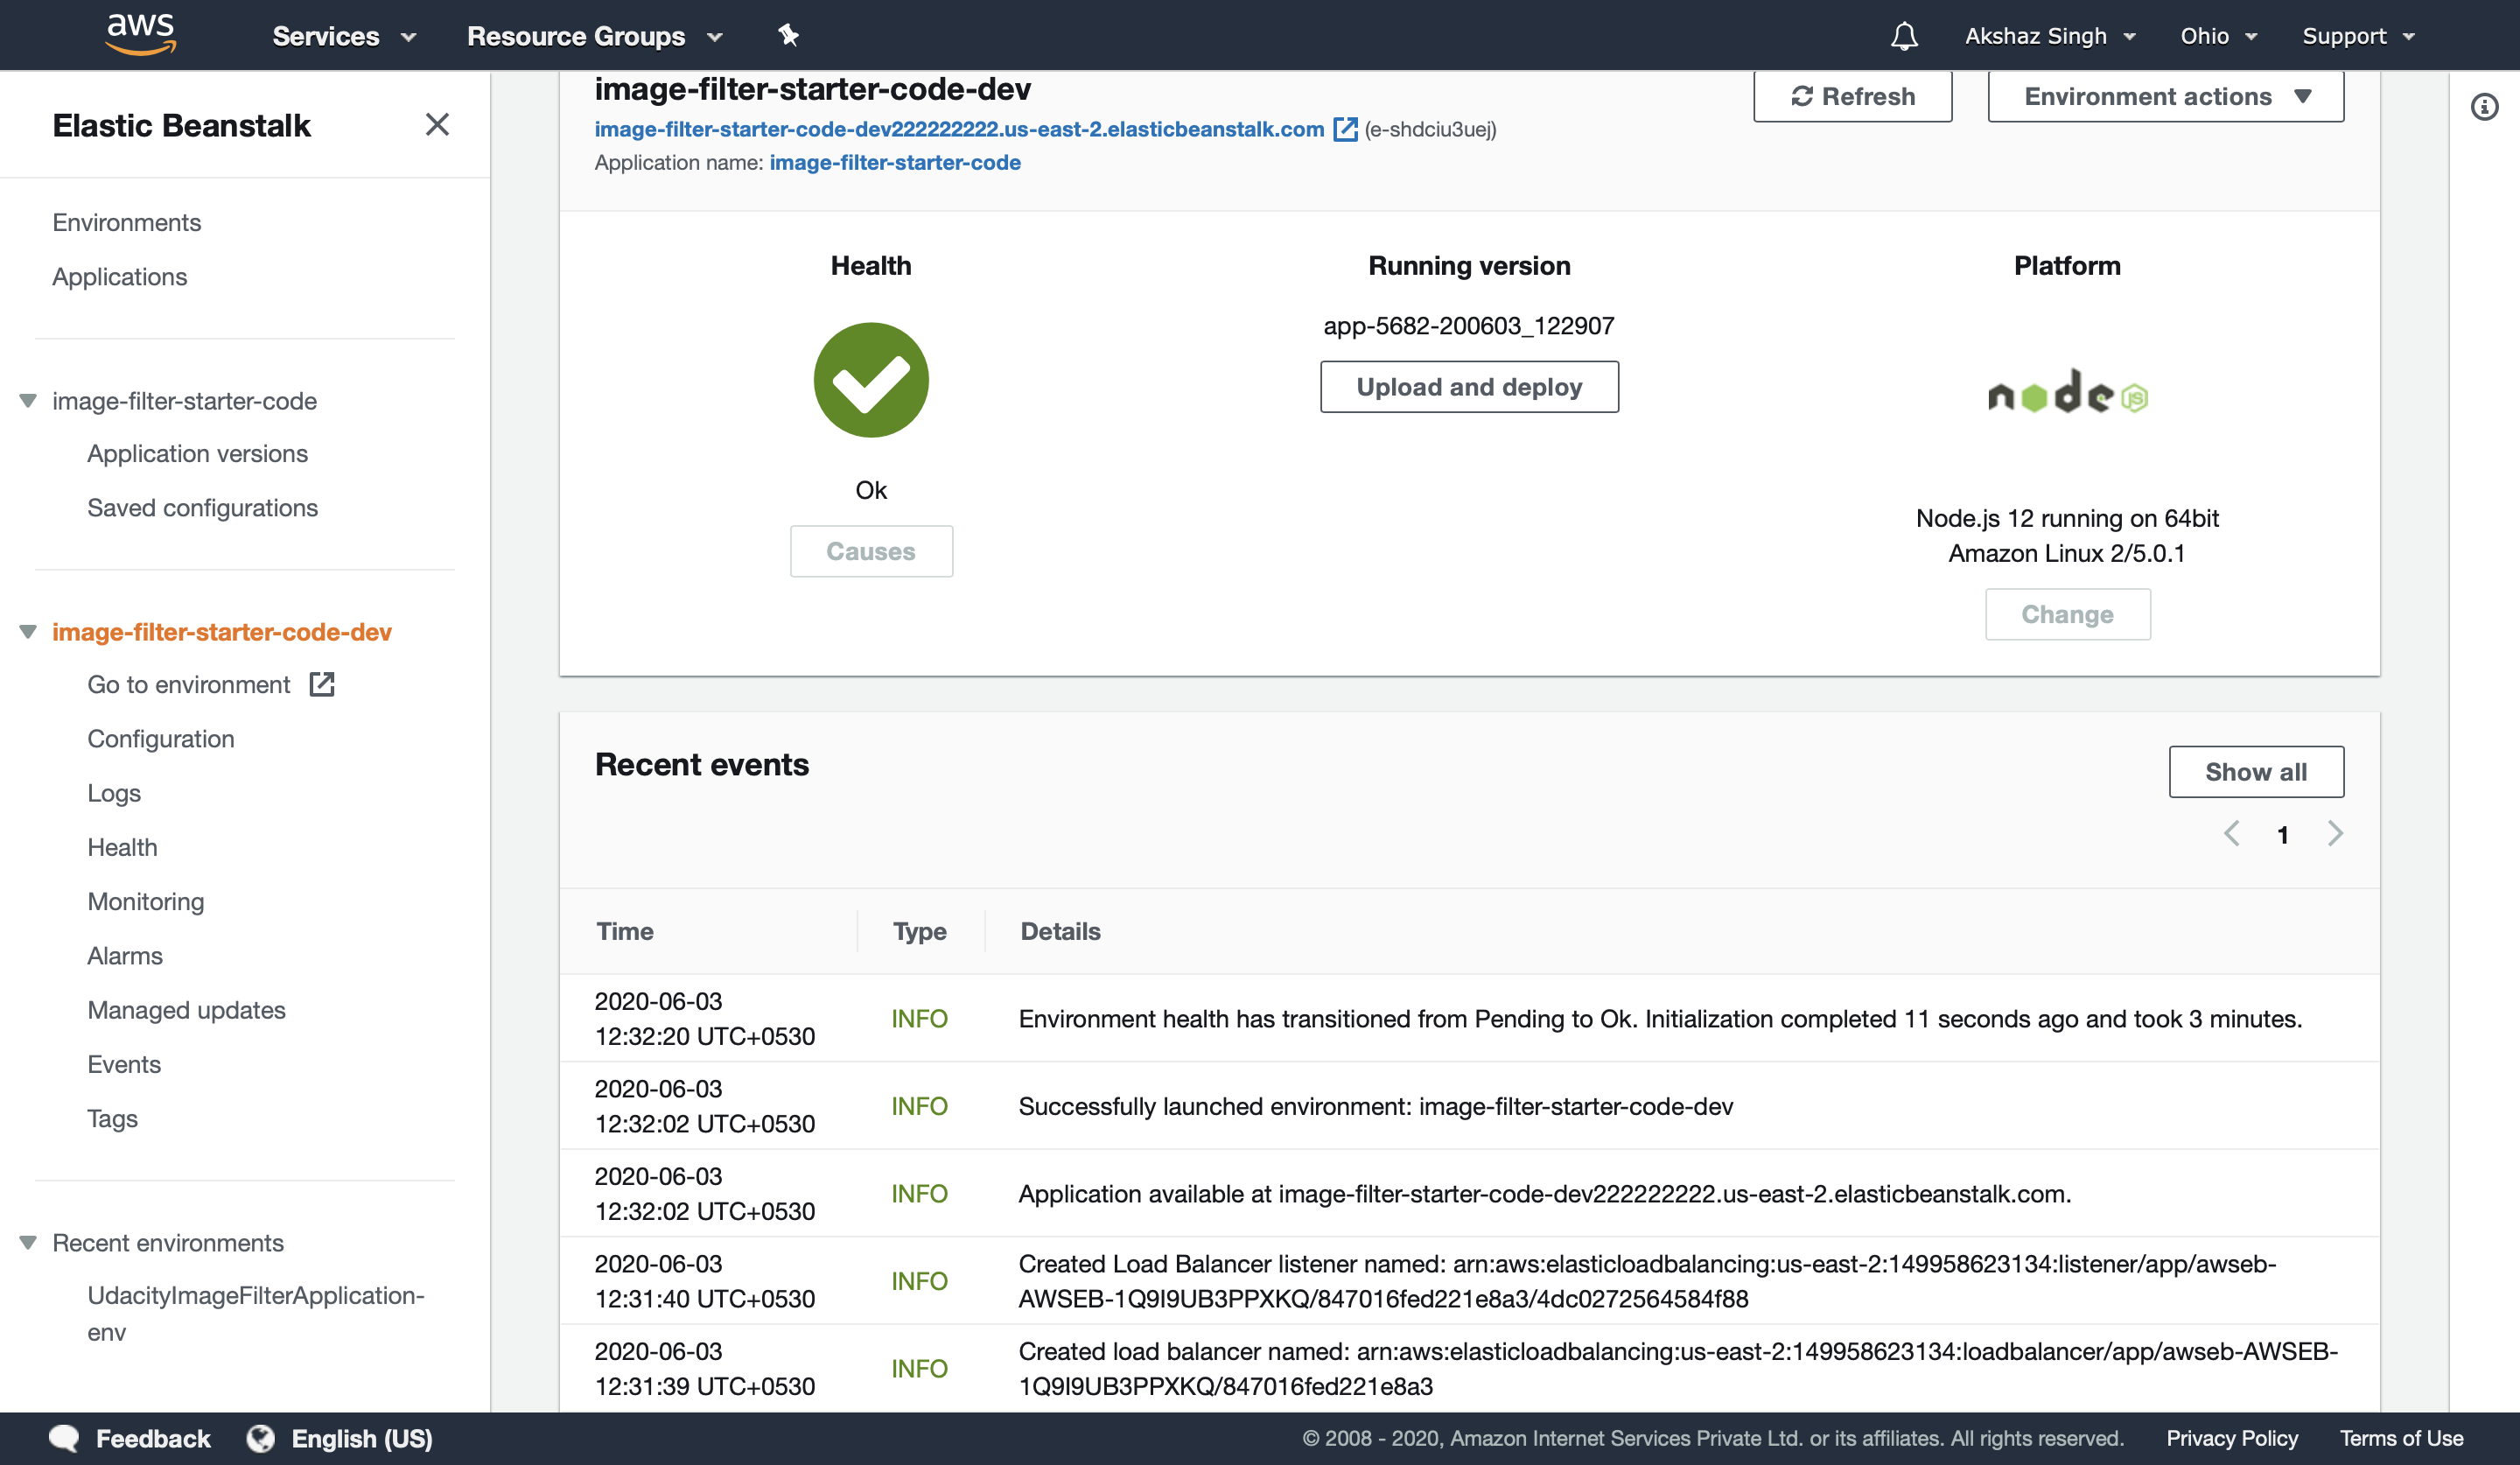 aws
Services
Resource Groups
Akshaz Singh
Ohio
Support
Elastic Beanstalk
Environments
Applications
image-filter-starter-code
Application versions
Saved configurations
image-filter-starter-code-dev
Go to environment
Configuration
Logs
Health
Monitoring
Alarms
Managed updates
Events
Tags
Recent environments
UdacityImageFilterApplication-
env
image-filter-starter-code-dev
image-filter-starter-code-dev222222222.us-east-2.elasticbeanstalk.com (e-shdciu3uej)
Application name: image-filter-starter-code
Refresh
Environment actions
Health
Ok
Causes
Running version
app-5682-200603_122907
Upload and deploy
Platform
node JS
Node.js 12 running on 64bit
Amazon Linux 2/5.0.1
Change
Recent events
Show all
1
Time Type Details
2020-06-03
12:32:20 UTC+0530
INFO
Environment health has transitioned from Pending to Ok. Initialization completed 11 seconds ago and took 3 minutes.
2020-06-03
12:32:02 UTC+0530
INFO
Successfully launched environment: image-filter-starter-code-dev
2020-06-03
12:32:02 UTC+0530
INFO
Application available at image-filter-starter-code-dev222222222.us-east-2.elasticbeanstalk.com.
2020-06-03
12:31:40 UTC+0530
INFO
Created Load Balancer listener named: arn:aws:elasticloadbalancing:us-east-2:149958623134:listener/app/awseb-
AWSEB-1Q9I9UB3PPXKQ/847016fed221e8a3/4dc0272564584f88
2020-06-03
12:31:39 UTC+0530
INFO
Created load balancer named: arn:aws:elasticloadbalancing:us-east-2:149958623134:loadbalancer/app/awseb-AWSEB-
1Q9I9UB3PPXKQ/847016fed221e8a3
Feedback
English (US)
© 2008 - 2020, Amazon Internet Services Private Ltd. or its affiliates. All rights reserved.
Privacy Policy
Terms of Use